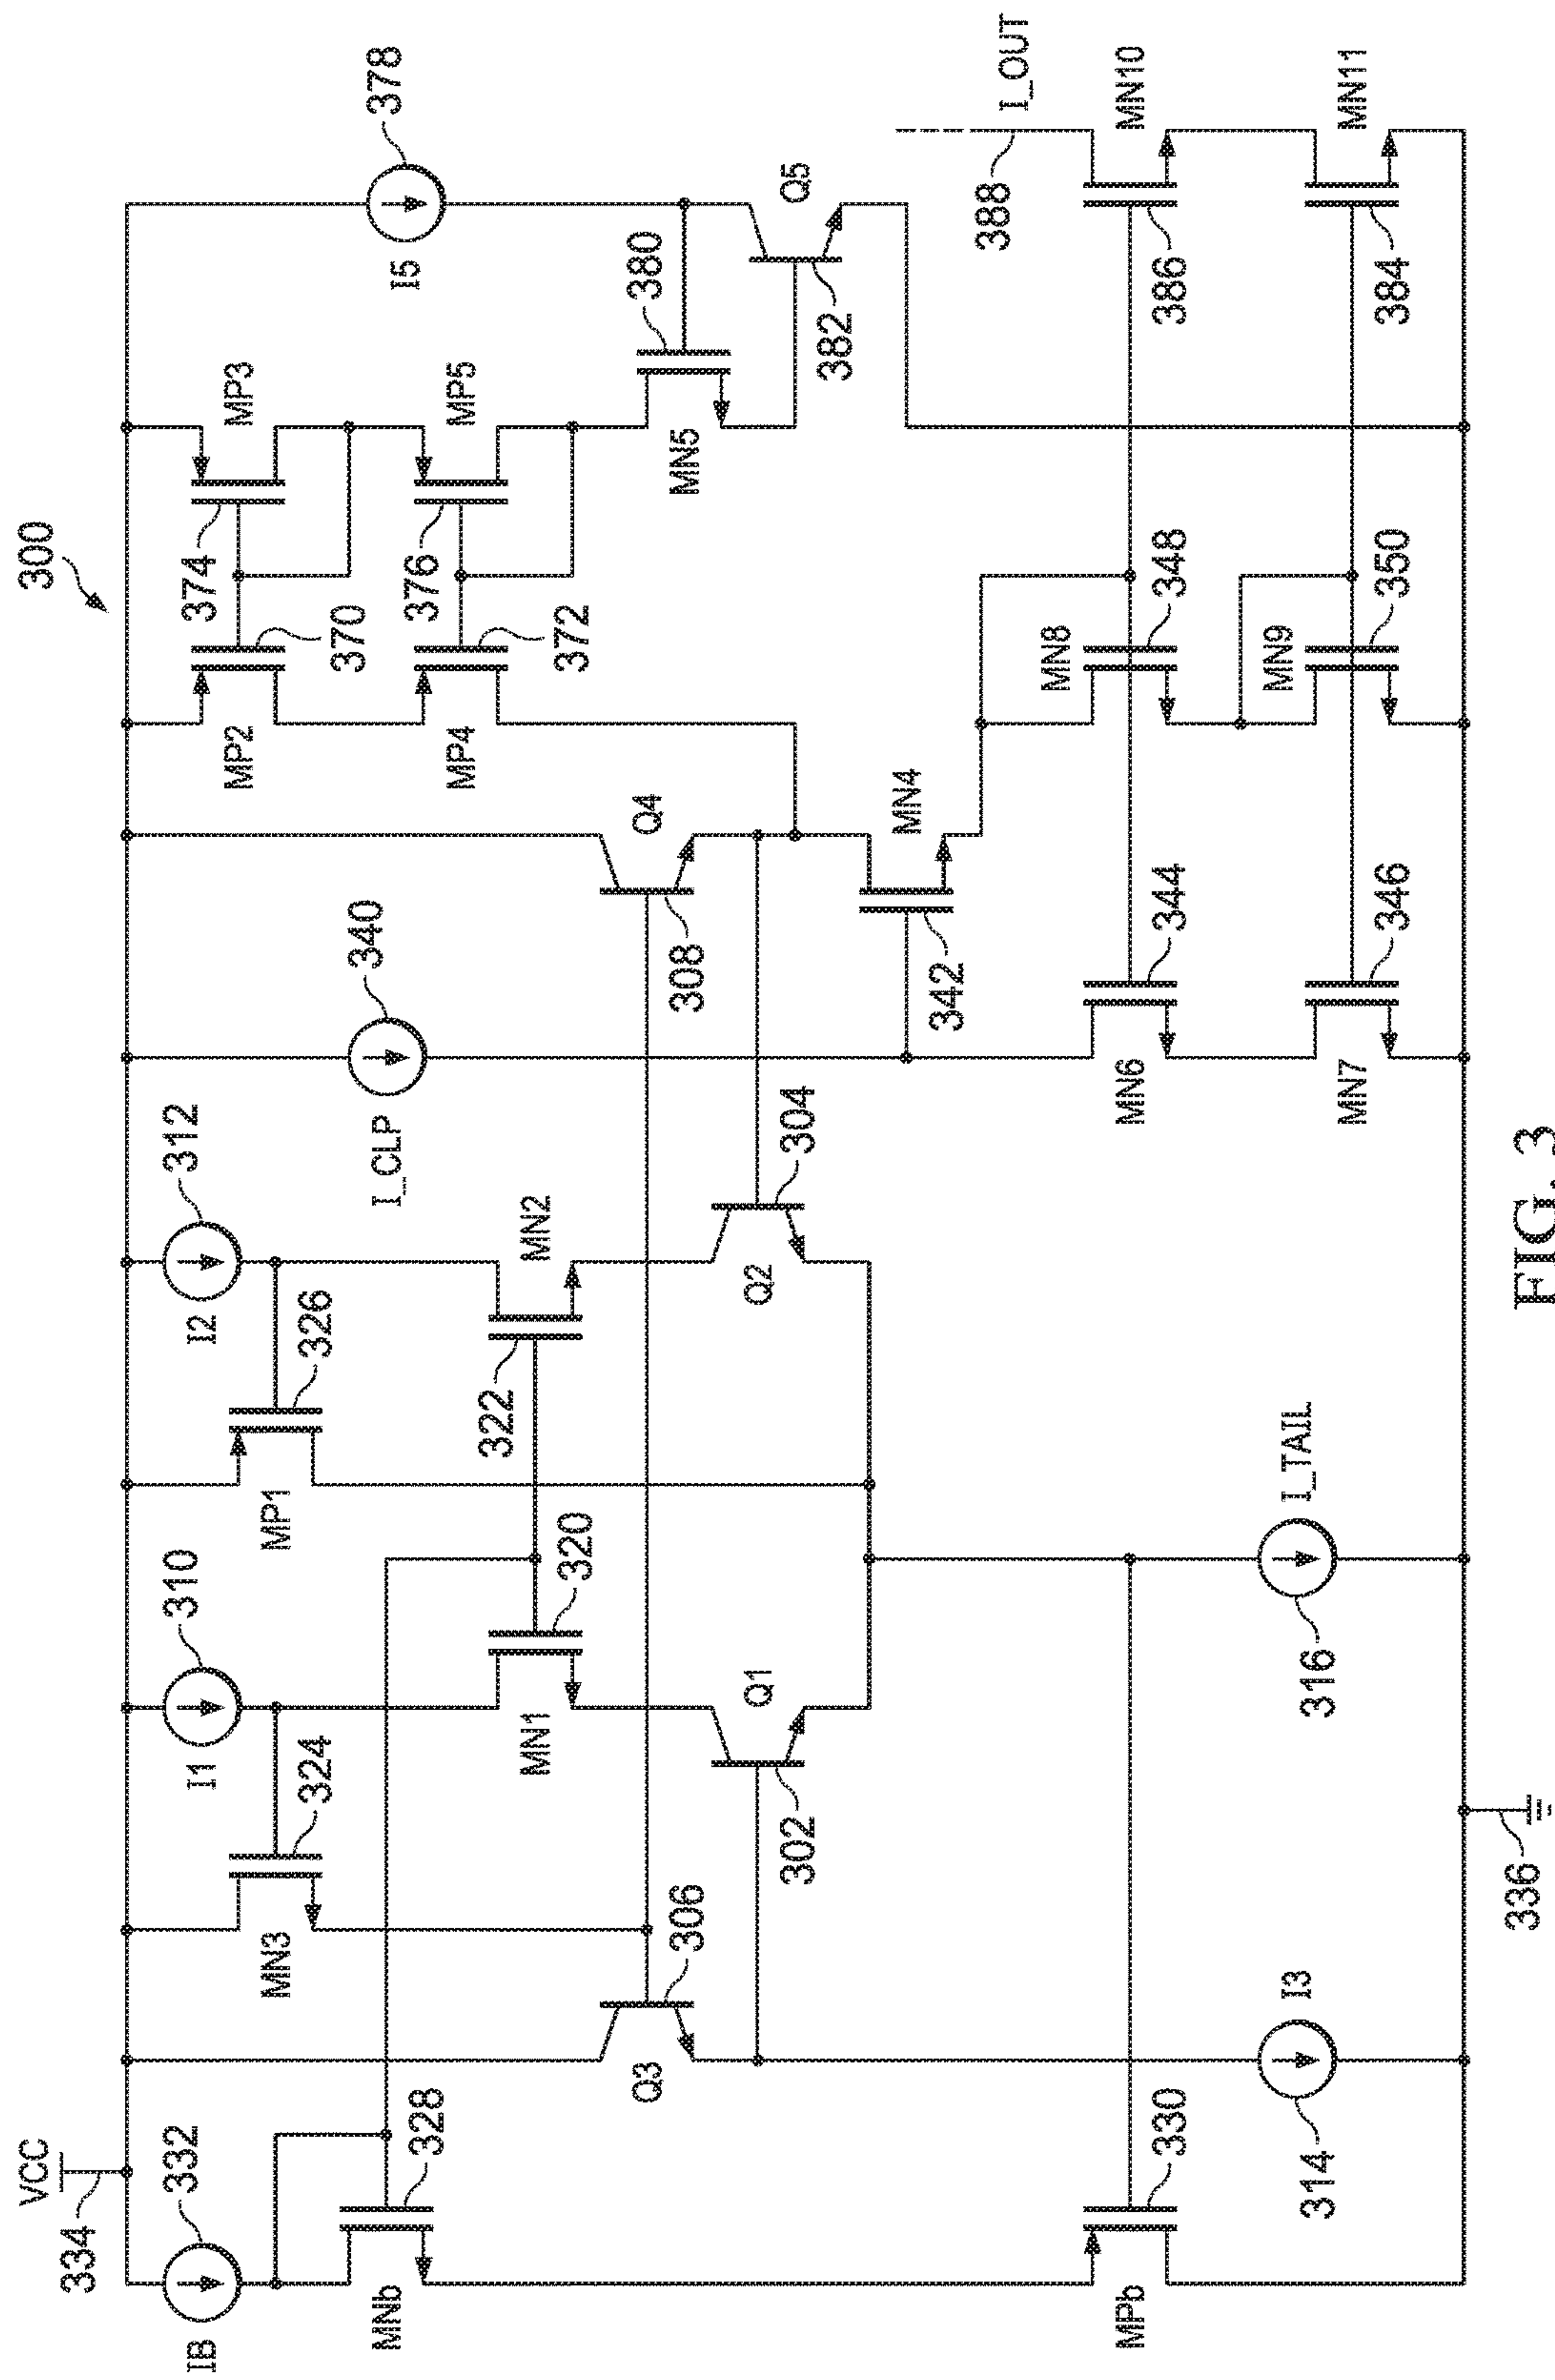 300
VCC
334
332
IB
310
I1
312
I2
340
I_CLP
374
MP3
370
MP2
378
I5
324
MN3
326
MP1
328
MNb
320
MN1
322
MN2
376
MP5
372
MP4
380
MN5
306
Q3
308
Q4
302
Q1
304
Q2
342
MN4
382
Q5
388
I_OUT
330
MPb
344
MN6
348
MN8
386
MN10
314
I3
316
I_TAIL
346
MN7
350
MN9
384
MN11
336
FIG. 3